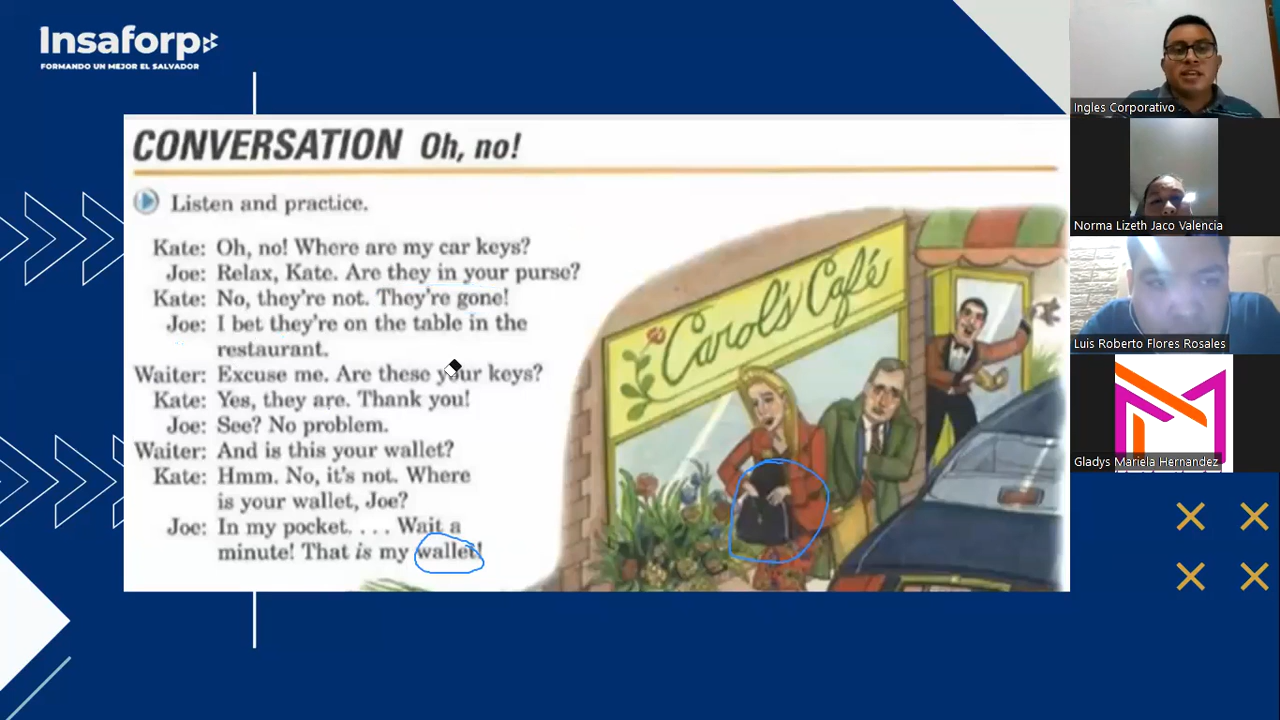 Insaforp
FORMANDO UN MEJOR EL SALVADOR
CONVERSATION Oh, no!
Listen and practice.
Kate: Oh, no! Where are my car keys?
Joe: Relax, Kate. Are they in your purse?
Kate: No, they're not. They're gone!
Joe: I bet they're on the table in the
restaurant.
Waiter: Excuse me. Are these your keys?
Kate: Yes, they are. Thank you!
Joe: See? No problem.
Waiter: And is this your wallet?
Kate: Hmm. No, it's not. Where
is your wallet, Joe?
Joe: In my pocket. . . . Wait a
minute! That is my wallet!
Carol's Café
Ingles Corporativo
Norma Lizeth Jaco Valencia
Luis Roberto Flores Rosales
Gladys Mariela Hernandez